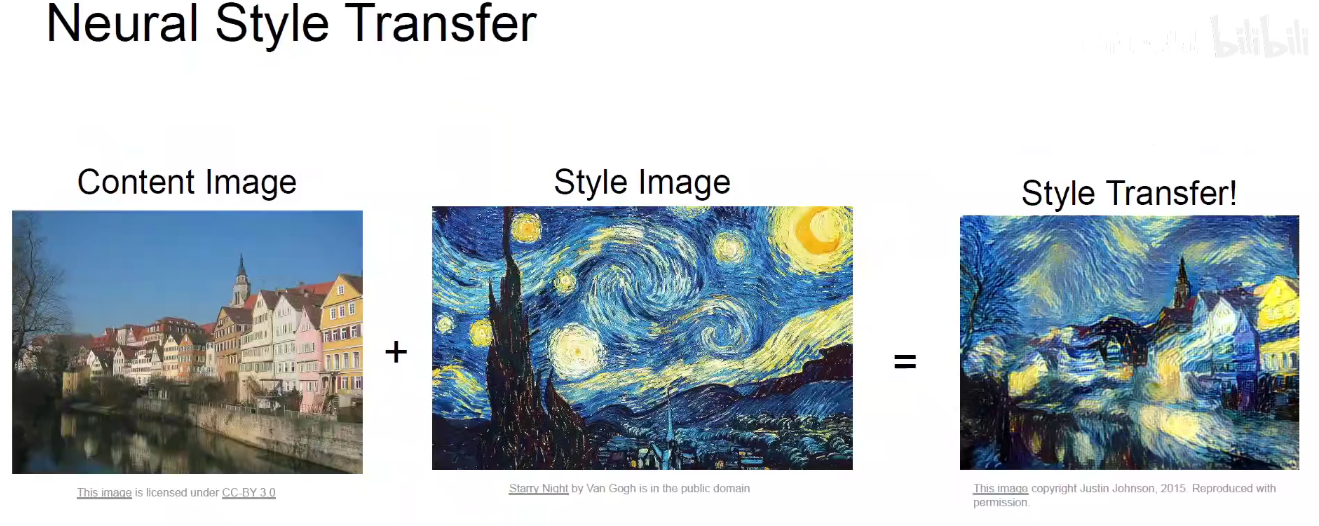 Neural Style Transfer
bilibili
Content Image
Style Image
Style Transfer!
+
=
This image is licensed under CC-BY 3.0
Starry Night by Van Gogh is in the public domain
This image copyright Justin Johnson, 2015. Reproduced with
permission.